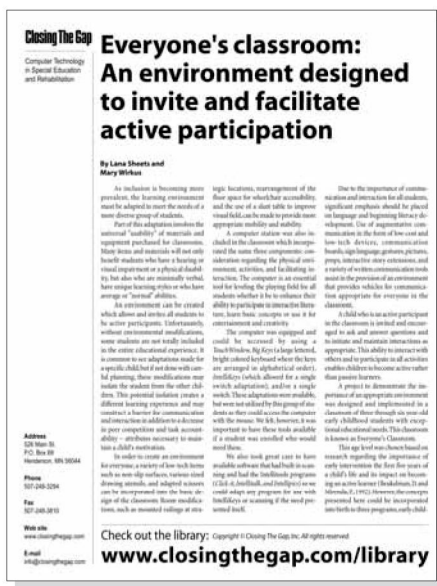 Closing The Gap
Computer Technology
in Special Education
and Rehabilitation
Everyone's classroom:
An environment designed
to invite and facilitate
active participation
By Lana Sheets and
Mary Wirkus
As inclusion is becoming more
prevalent, the learning environment
must be adapted to meet the needs of a
more diverse group of students.
Part of this adaptation involves the
universal "usability" of materials and
equipment purchased for classrooms.
Many items and materials will not only
benefit students who have a hearing or
visual impairment or a physical disabil-
ity, but also who are minimally verbal,
have unique learning styles or who have
average or "normal" abilities.
An environment can be created
which allows and invites all students to
be active participants. Unfortunately,
without environmental modifications,
some students are not totally included
in the entire educational experience. It
is common to see adaptations made for
a specific child, but if not done with care-
ful planning, these modifications may
isolate the student from the other chil-
dren. This potential isolation creates a
different learning experience and may
construct a barrier for communication
and interaction in addition to a decrease
in peer competition and task account-
ability – attributes necessary to main-
tain a child's motivation.
In order to create an environment
for everyone, a variety of low-tech items
such as non-slip surfaces, various sized
drawing utensils, and adapted scissors
can be incorporated into the basic de-
sign of the classroom. Room modifica-
tions, such as mounted railings at stra-
tegic locations, rearrangement of the
floor space for wheelchair accessibility,
and the use of a slant table to improve
visual field, can be made to provide more
appropriate mobility and stability.
A computer station was also in-
cluded in the classroom which incorpo-
rated the same three components: con-
sideration regarding the physical envi-
ronment, activities, and facilitating in-
teraction. The computer is an essential
tool for leveling the playing field for all
students whether it be to enhance their
ability to participate in interactive litera-
ture, learn basic concepts or use it for
entertainment and creativity.
The computer was equipped and
could be accessed by using a
Touch Window, Big Keys (a large lettered,
bright colored keyboard where the keys
are arranged in alphabetical order),
IntelliKeys (which allowed for a single
switch adaptation), and/or a single
switch. These adaptations were available,
but were not utilized by this group of stu-
dents as they could access the computer
with the mouse. We felt, however, it was
important to have these tools available
if a student was enrolled who would
need these.
We also took great care to have
available software that had built in scan-
ning and had the Intellitools programs
(Click it, Intellitalk, and Intellipics) so we
could adapt any program for use with
IntelliKeys or scanning if the need pre-
sented itself.
Due to the importance of commu-
nication and interaction for all students,
significant emphasis should be placed
on language and beginning literacy de-
velopment. Use of augmentative com-
munication in the form of low cost and
low-tech devices, communication
boards, sign language, gestures, pictures,
props, interactive story extensions, and
a variety of written communication tools
assist in the provision of an environment
that provides vehicles for communica-
tion appropriate for everyone in the
classroom.
A child who is an active participant
in the classroom is invited and encour-
aged to ask and answer questions and
to initiate and maintain interactions as
appropriate. This ability to interact with
others and to participate in all activities
enables children to become active rather
than passive learners.
A project to demonstrate the im-
portance of an appropriate environment
was designed and implemented in a
classroom of three through six year-old
early childhood students with excep-
tional educational needs. This classroom
is known as Everyone's Classroom.
This age level was chosen based on
research regarding the importance of
early intervention the first few years of
a child's life and its impact on becom-
ing an active learner (Beukelman, D. and
Mirenda, P., 1992). However, the concepts
presented here could be incorporated
into birth to three programs, early child-
Address
526 Main St.
P.O. Box 68
Henderson, MN 56044
Phone
507-248-3294
Fax
507-248-3810
Web site
www.closingthegap.com
E-mail
info@closingthegap.com
Check out the library: Copyright © Closing The Gap, Inc. All rights reserved.
www.closingthegap.com/library